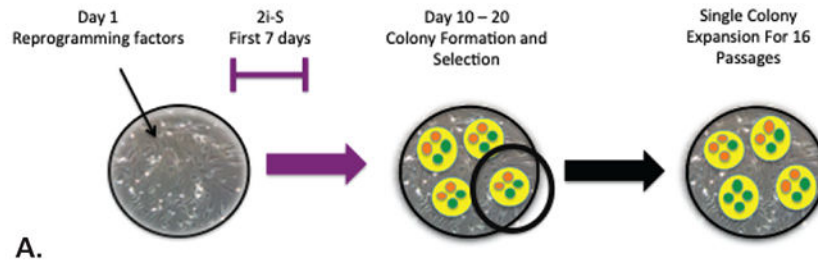 Day 1
Reprogramming factors
2i-S
First 7 days
Day 10 – 20
Colony Formation and
Selection
Single Colony
Expansion For 16
Passages
A.